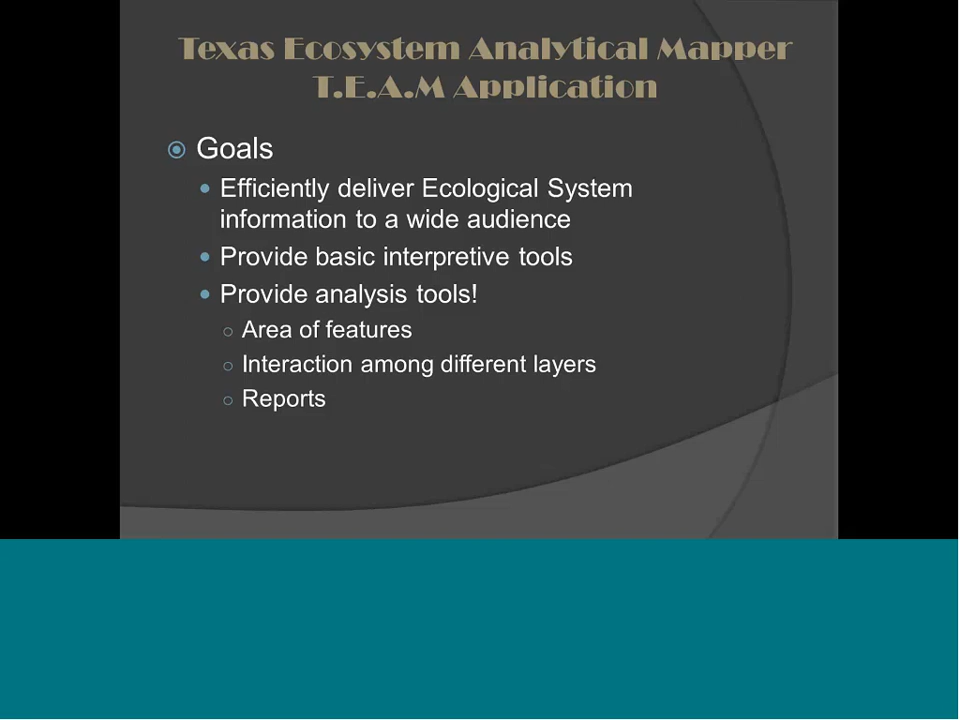 Texas Ecosystem Analytical Mapper
T.E.A.M Application
Goals
Efficiently deliver Ecological System
information to a wide audience
Provide basic interpretive tools
Provide analysis tools!
Area of features
Interaction among different layers
Reports